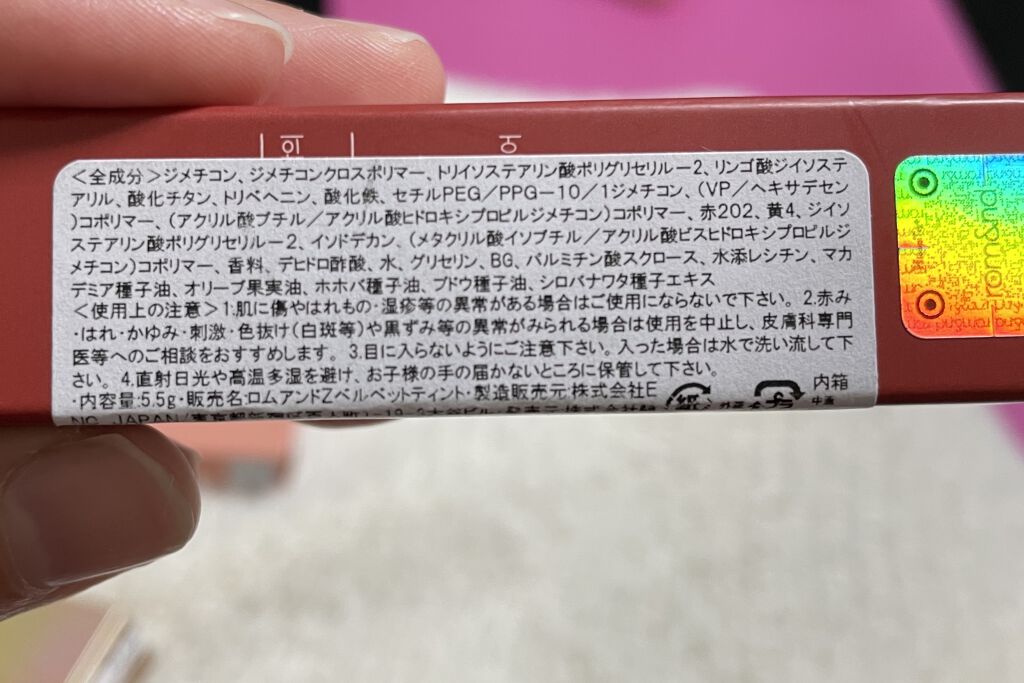 <全成分>ジメチコン、ジメチコンクロスポリマー、トリイソステアリン酸ポリグリセリル-2、リンゴ酸ジイソステ
アリル、酸化チタン、トリベヘニン、酸化鉄、セチルPEG/PPG-10/1ジメチコン、(VP/ヘキサデセン
)コポリマー、(アクリル酸ブチル/アクリル酸ヒドロキシプロピルジメチコン)コポリマー、赤202、黄4、ジイソ
ステアリン酸ポリグリセリル-2、イソドデカン、(メタクリル酸イソブチル/アクリル酸ビスヒドロキシプロピルジ
メチコン)コポリマー、香料、デヒドロ酢酸、水、グリセリン、BG、パルミチン酸スクロース、水添レシチン、マカ
デミア種子油、オリーブ果実油、ホホバ種子油、ブドウ種子油、シロバナワタ種子エキス
<使用上の注意>1:肌に傷やはれもの・湿疹等の異常がある場合はご使用にならないで下さい。2.赤み
・はれ・かゆみ・刺激・色抜け(白斑等)や黒ずみ等の異常がみられる場合は使用を中止し、皮膚科専門
医等へのご相談をおすすめします。3.目に入らないようにご注意下さい。入った場合は水で洗い流して下
さい。4.直射日光や高温多湿を避け、お子様の手の届かないところに保管して下さい。
・内容量:5.5g・販売名:ロムアンドZベルベットティント・製造販売元:株式会社E
内箱
紙
プラ
rom&nd